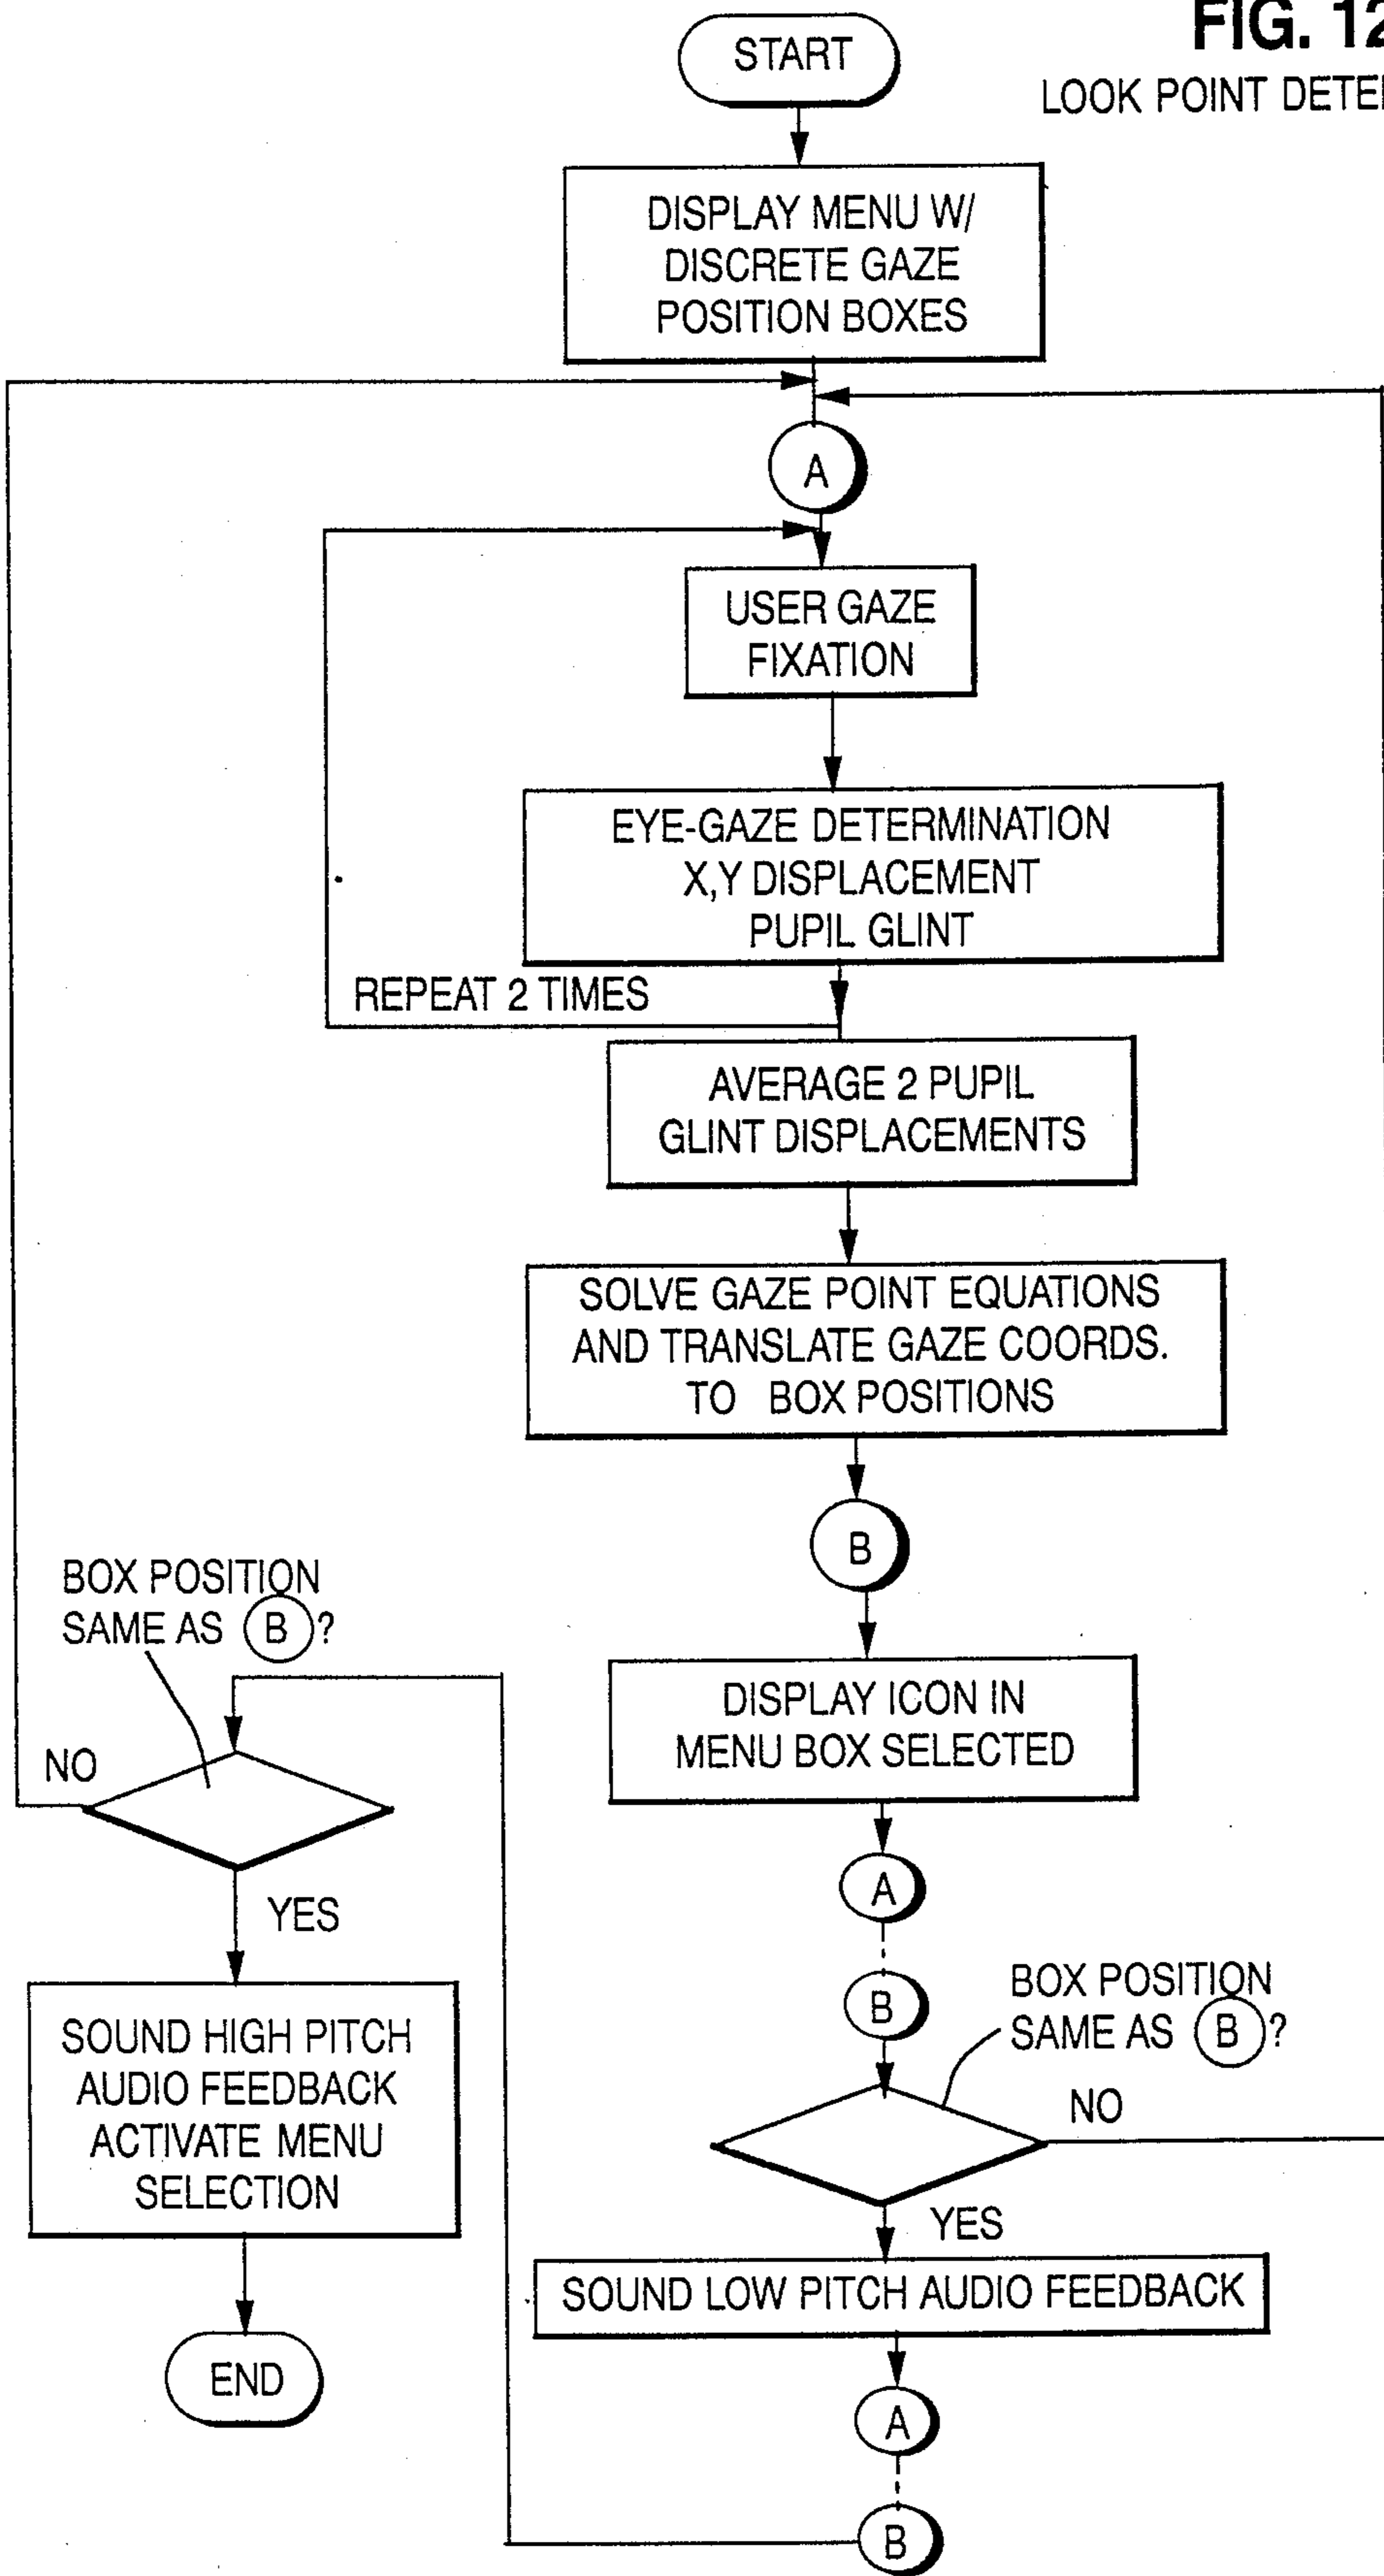 FIG. 12
LOOK POINT
START
DISPLAY MENU W/
DISCRETE GAZE
POSITION BOXES
A
USER GAZE
FIXATION
EYE-GAZE DETERMINATION
X,Y DISPLACEMENT
PUPIL GLINT
REPEAT 2 TIMES
AVERAGE 2 PUPIL
GLINT DISPLACEMENTS
SOLVE GAZE POINT EQUATIONS
AND TRANSLATE GAZE COORDS.
TO BOX POSITIONS
B
DISPLAY ICON IN
MENU BOX SELECTED
A
B
BOX POSITION
SAME AS B?
NO
YES
SOUND LOW PITCH AUDIO FEEDBACK
A
B
BOX POSITION
SAME AS B?
NO
YES
SOUND HIGH PITCH
AUDIO FEEDBACK
ACTIVATE MENU
SELECTION
END